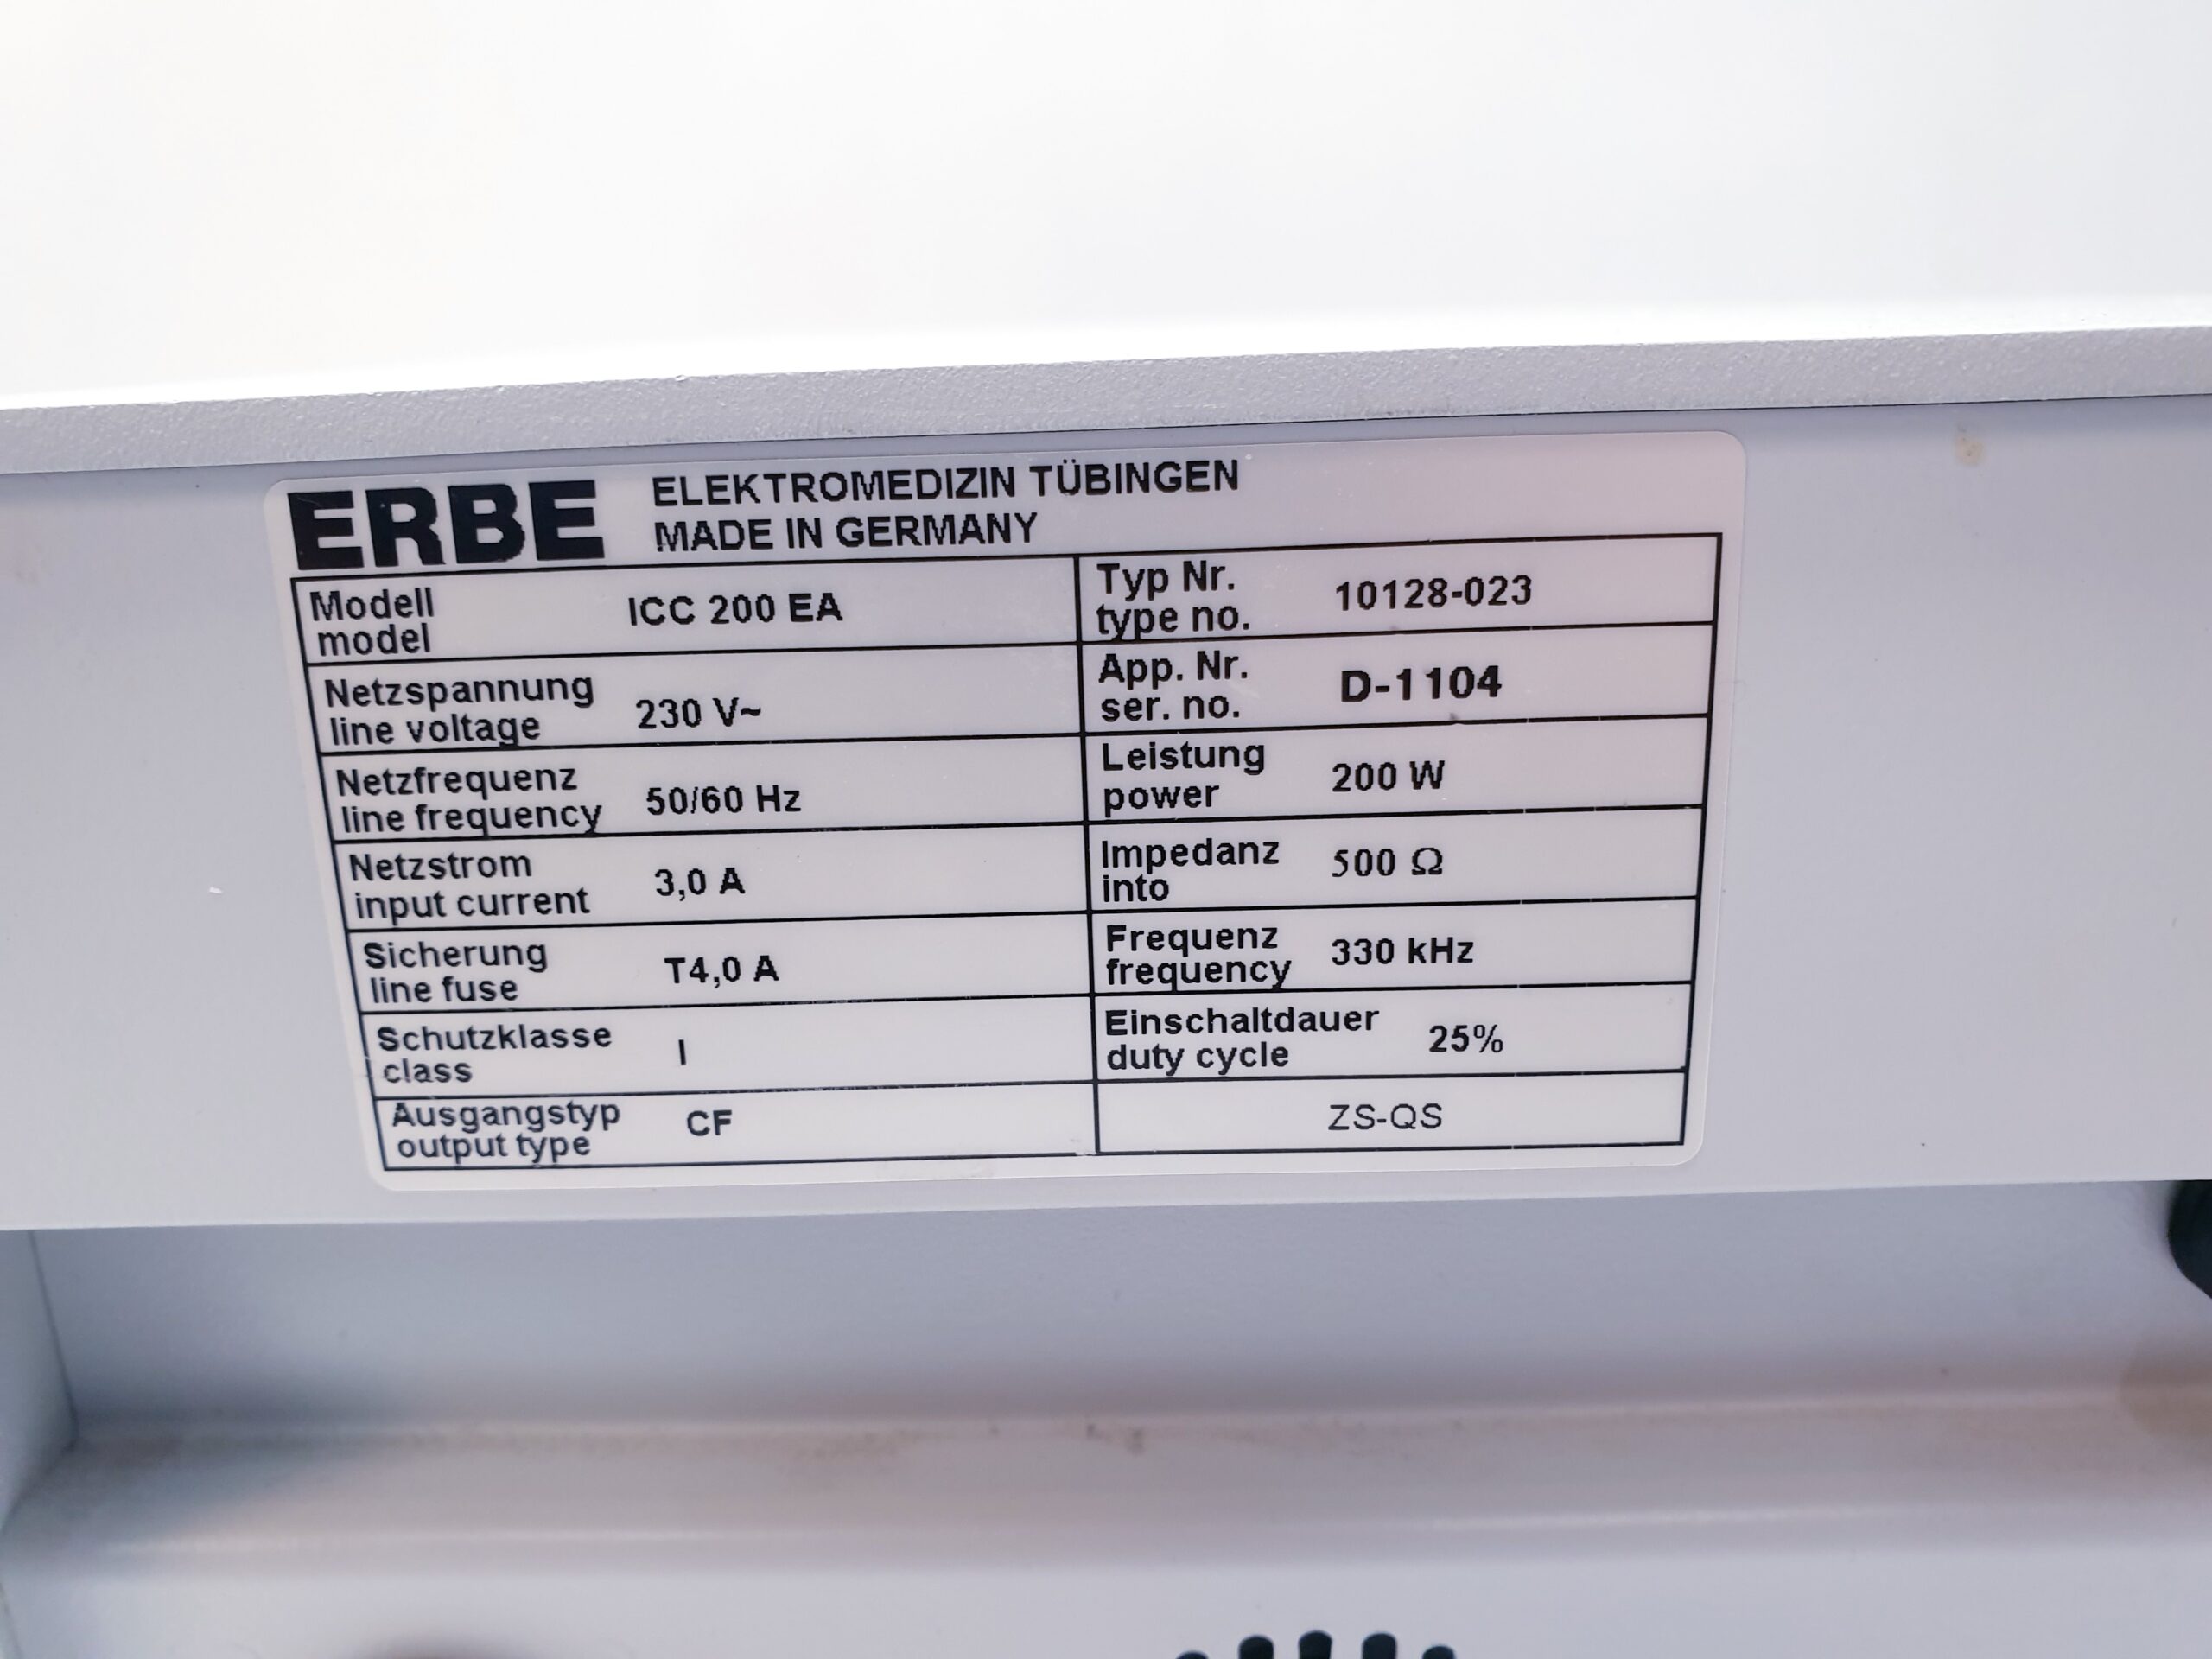 ERBE
ELEKTROMEDIZIN TÜBINGEN
MADE IN GERMANY
Modell
model
ICC 200 EA
Typ Nr.
type no.
10128-023
Netzspannung
line voltage
230 V~
App. Nr.
ser. no.
D-1104
Netzfrequenz
line frequency
50/60 Hz
Leistung
power
200 W
Netzstrom
input current
3,0 A
Impedanz
into
500 Ω
Sicherung
line fuse
T4,0 A
Frequenz
frequency
330 kHz
Schutzklasse
class
I
Einschaltdauer
duty cycle
25%
Ausgangstyp
output type
CF
ZS-QS